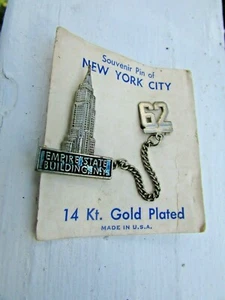 Souvenir Pin of
NEW YORK CITY
62
EMPIRE STATE
BUILDING N.Y.
14 Kt. Gold Plated
MADE IN U.S.A.